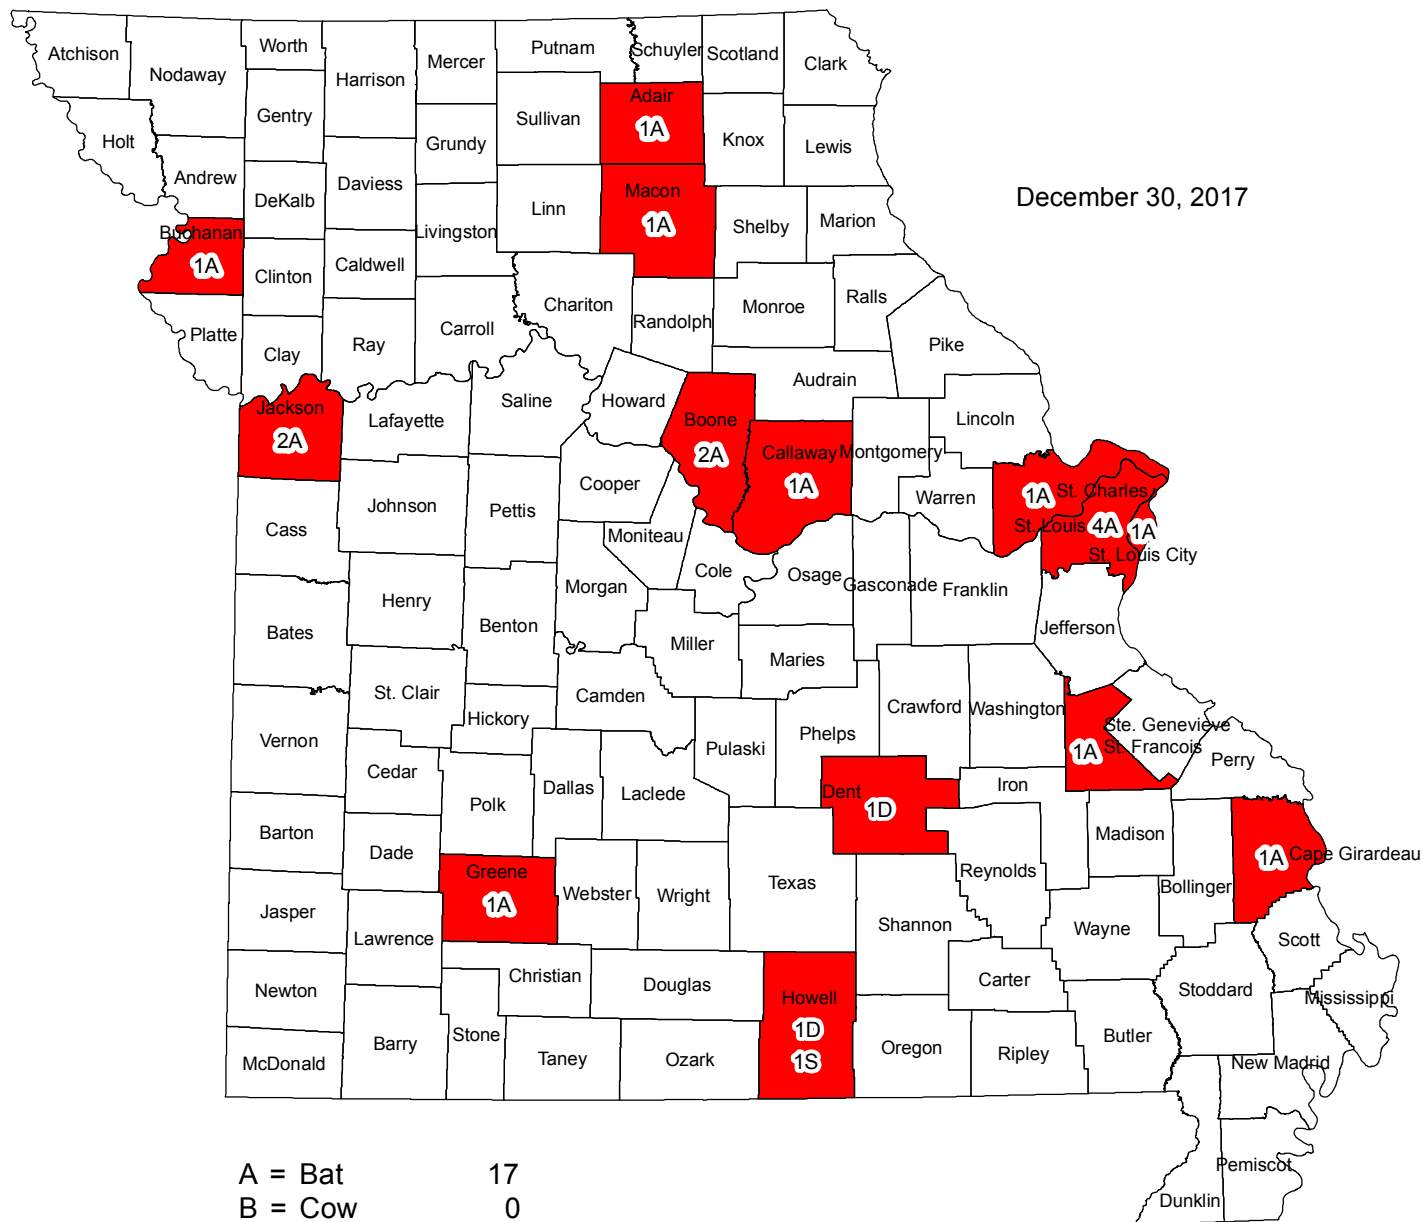 Atchison
Nodaway
Worth
Harrison
Mercer
Putnam
Schuyler
Scotland
Clark
Holt
Andrew
Gentry
DeKalb
Daviess
Grundy
Livingston
Sullivan
Linn
Adair
1A
Macon
1A
Knox
Lewis
Shelby
Marion
December 30, 2017
Buchanan
1A
Clinton
Caldwell
Platte
Clay
Ray
Carroll
Chariton
Randolph
Monroe
Ralls
Pike
Audrain
Jackson
2A
Lafayette
Saline
Howard
Boone
2A
Callaway
1A
Montgomery
Lincoln
Warren
1A
St. Charles
St. Louis
4A
1A
St. Louis City
Cass
Johnson
Pettis
Cooper
Moniteau
Cole
Morgan
Osage
Gasconade
Franklin
Jefferson
Bates
Henry
Benton
Miller
Maries
St. Clair
Hickory
Camden
Pulaski
Phelps
Crawford
Washington
Ste. Genevieve
St. Francois
1A
Perry
Vernon
Cedar
Polk
Dallas
Laclede
Dent
1D
Iron
Madison
Bollinger
1A
Cape Girardeau
Barton
Dade
Greene
1A
Webster
Wright
Texas
Reynolds
Shannon
Wayne
Scott
Jasper
Lawrence
Christian
Douglas
Howell
1D
1S
Carter
Stoddard
Mississippi
Newton
McDonald
Barry
Stone
Taney
Ozark
Oregon
Ripley
Butler
New Madrid
Pemiscot
Dunklin
A = Bat 17
B = Cow 0